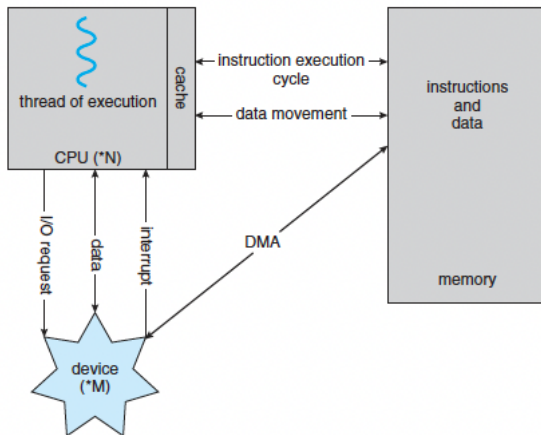 thread of execution
cache
CPU (*N)
instruction execution
cycle
data movement
instructions
and
data
memory
I/O request
data
interrupt
DMA
device
(*M)